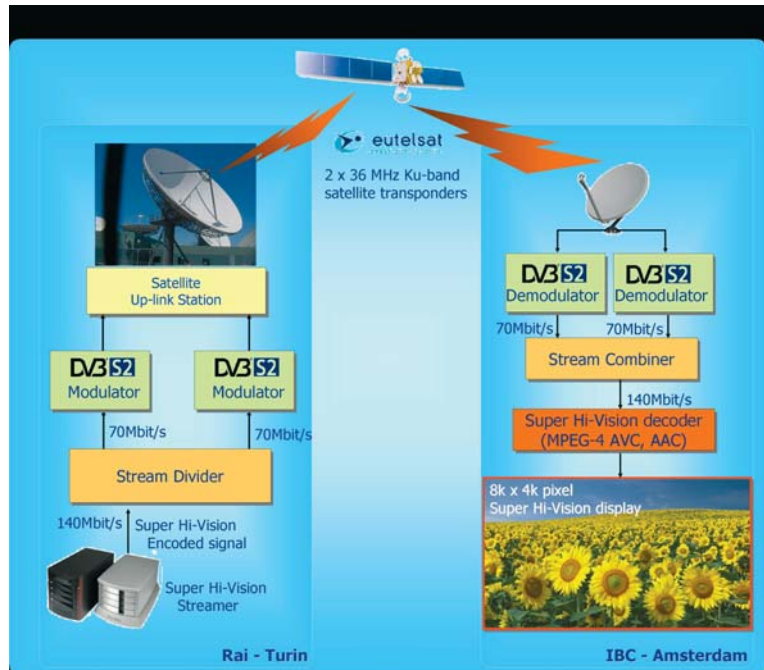 eutelsat
2 x 36 MHz Ku-band
satellite transponders
Satellite
Up-link Station
DVB S2
Modulator
DVB S2
Modulator
70Mbit/s
70Mbit/s
Stream Divider
140Mbit/s
Super Hi-Vision
Encoded signal
Super Hi-Vision
Streamer
Rai - Turin
DVB S2
Demodulator
DVB S2
Demodulator
70Mbit/s
70Mbit/s
Stream Combiner
140Mbit/s
Super Hi-Vision decoder
(MPEG-4 AVC, AAC)
8k x 4k pixel
Super Hi-Vision display
IBC - Amsterdam